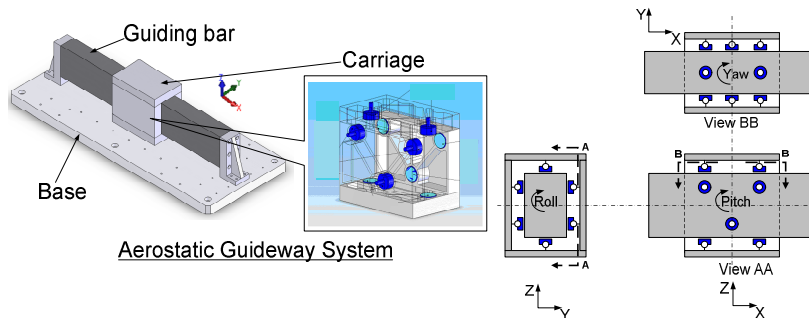 Guiding bar
Carriage
Z
Y
X
Base
Aerostatic Guideway System
Y
X
Yaw
View BB
A
A
Roll
Z
Y
B
B
Pitch
View AA
Z
X